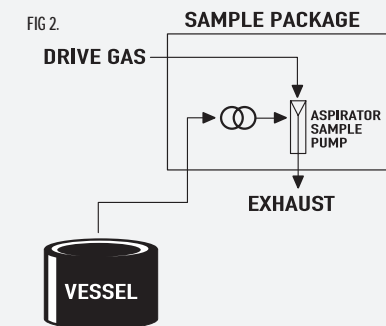 FIG 2.
SAMPLE PACKAGE
DRIVE GAS
ASPIRATOR
SAMPLE
PUMP
EXHAUST
VESSEL